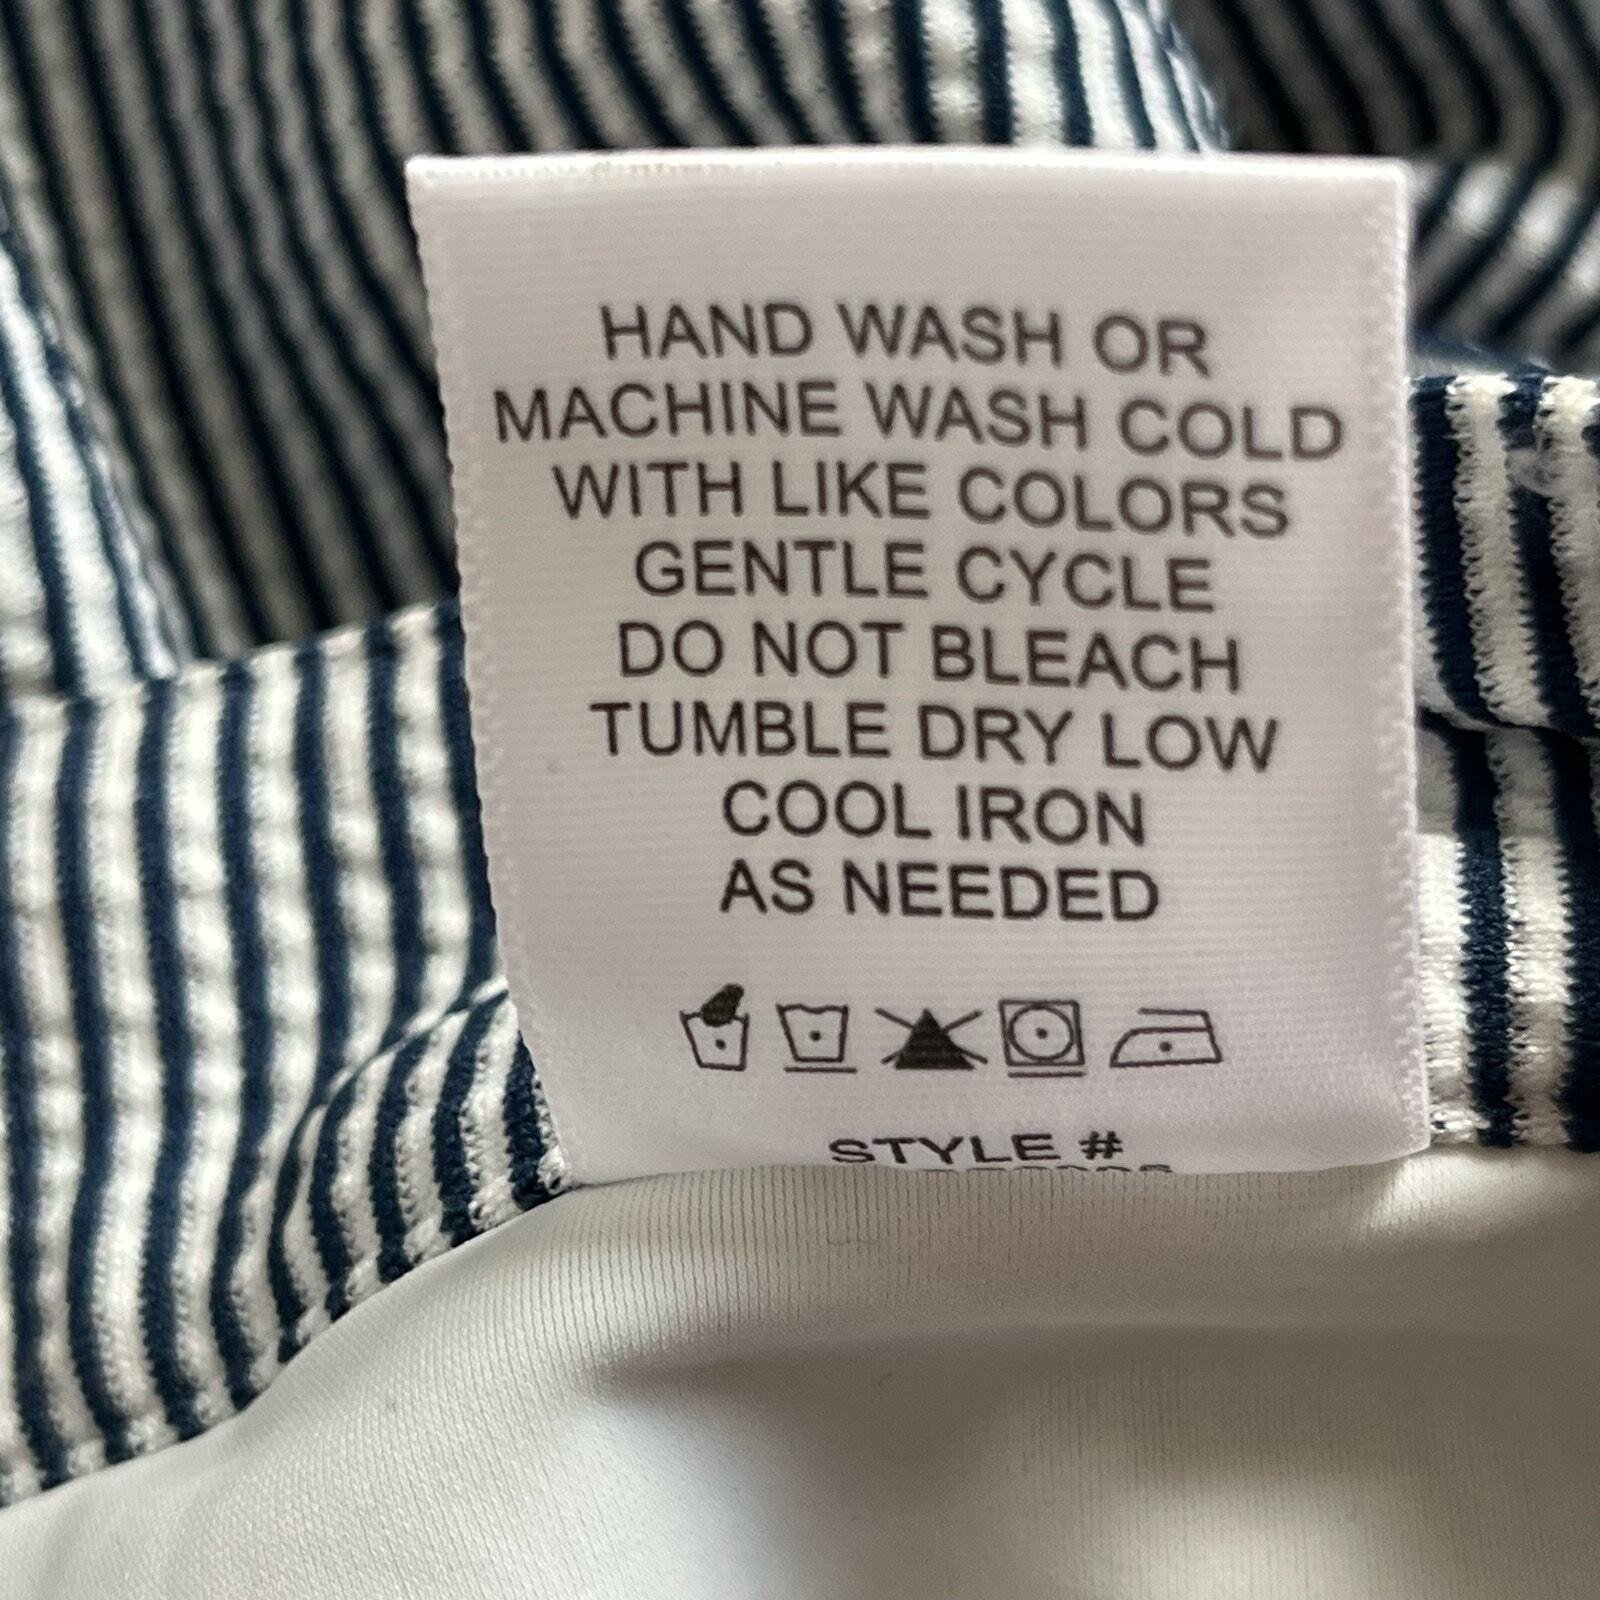 HAND WASH OR
MACHINE WASH COLD
WITH LIKE COLORS
GENTLE CYCLE
DO NOT BLEACH
TUMBLE DRY LOW
COOL IRON
AS NEEDED
STYLE #